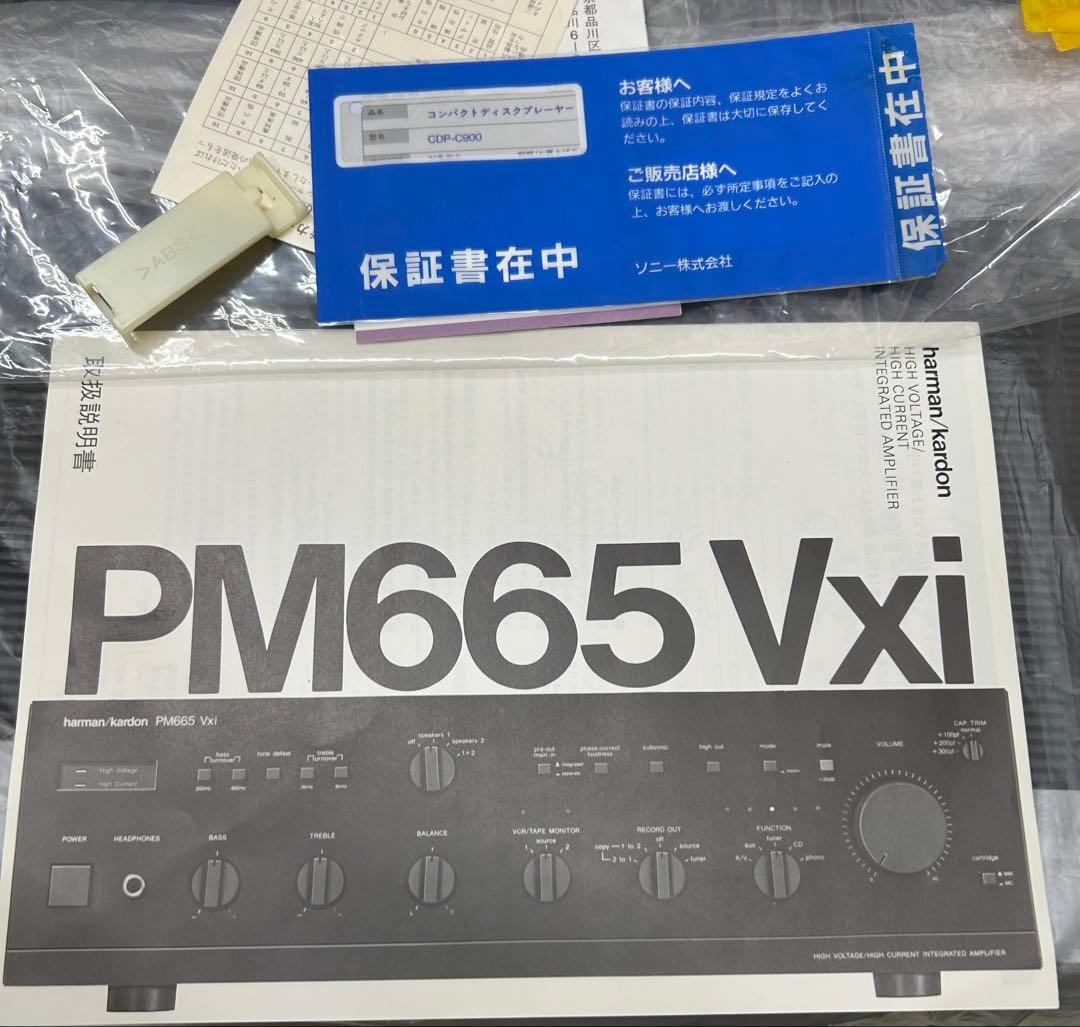 お客様へ
保証書の保証内容、保証規定をよくお
読みの上、保証書は大切に保存してく
ださい。
ご販売店様へ
保証書には、必ず所定事項をご記入の
上、お客様へお渡しください。
品名 コンパクトディスクプレーヤー
型名 CDP-C900
保証書在中
ソニー株式会社
保証書在中
>ABS<
取扱説明書
harman/kardon
HIGH VOLTAGE/
HIGH CURRENT
INTEGRATED AMPLIFIER
PM665Vxi
harman/kardon PM665 Vxi
High Voltage
High Current
bass
turnover
200Hz 400Hz
tone defeat
treble
turnover
2kHz 6kHz
speakers 1
off speakers 2
1+2
pre-out
main-in
integrated
separate
phase-correct
loudness
subsonic
high cut
mode
mono
mute
-20dB
VOLUME
CAP TRIM
normal
+100pf
+200pf
+300pf
POWER
HEADPHONES
BASS
TREBLE
BALANCE
VCR/TAPE MONITOR
source
1 2
RECORD OUT
off
copy 1 to 2 source
2 to 1 tuner
FUNCTION
tuner
aux CD
A/V phono
cartridge
MM
MC
HIGH VOLTAGE/HIGH CURRENT INTEGRATED AMPLIFIER